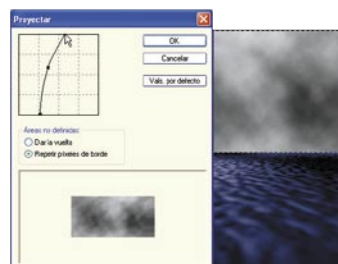 Proyectar
OK
Cancelar
Vals. por defecto
Áreas no definidas:
Dar la vuelta
Repetir píxeles de borde